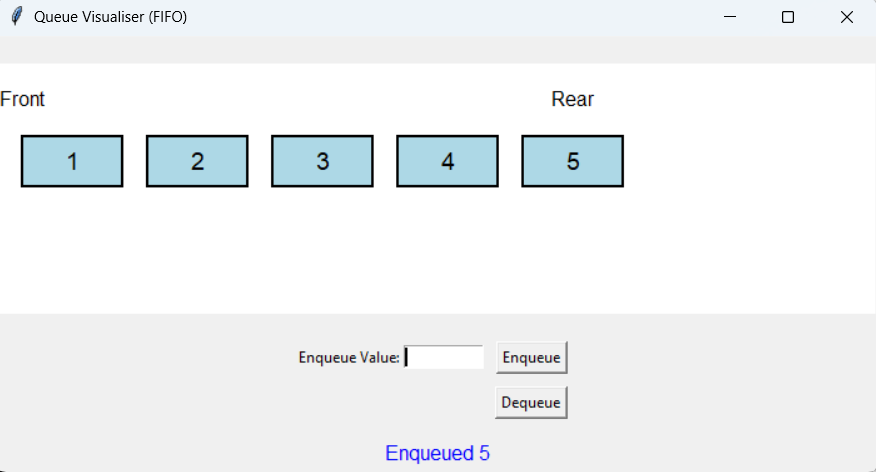 Queue Visualiser (FIFO)
Front Rear
1 2 3 4 5
Enqueue Value: Enqueue
Dequeue
Enqueued 5